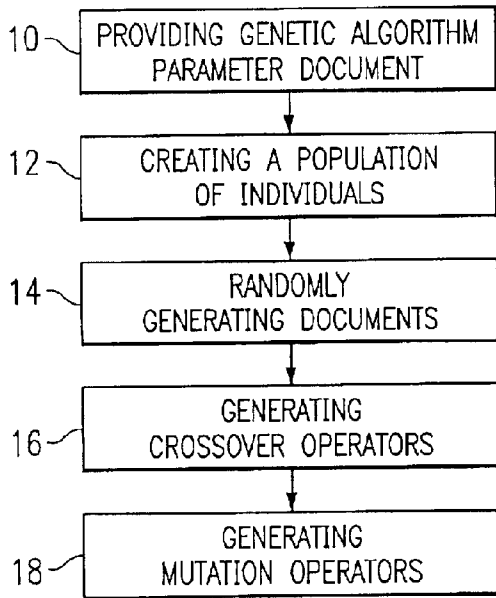 10
PROVIDING GENETIC ALGORITHM
PARAMETER DOCUMENT
12
CREATING A POPULATION
OF INDIVIDUALS
14
RANDOMLY
GENERATING DOCUMENTS
16
GENERATING
CROSSOVER OPERATORS
18
GENERATING
MUTATION OPERATORS